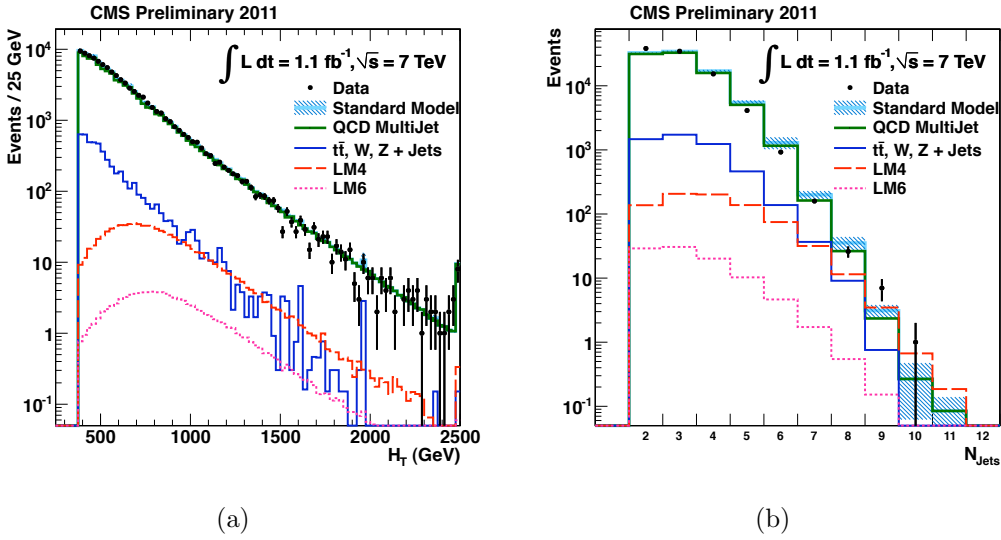 CMS Preliminary 2011
Events / 25 GeV
10⁴
10³
10²
10
1
10⁻¹
∫ L dt = 1.1 fb⁻¹, √s = 7 TeV
Data
Standard Model
QCD MultiJet
tt̄, W, Z + Jets
LM4
LM6
500 1000 1500 2000 2500
H_T (GeV)
(a)
CMS Preliminary 2011
Events
10⁴
10³
10²
10
1
10⁻¹
∫ L dt = 1.1 fb⁻¹, √s = 7 TeV
Data
Standard Model
QCD MultiJet
tt̄, W, Z + Jets
LM4
LM6
2 3 4 5 6 7 8 9 10 11 12
N_Jets
(b)